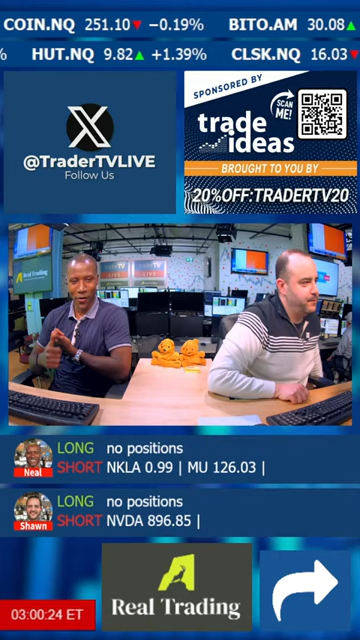 COIN.NQ 251.10▼ −0.19% BITO.AM 30.08▲
% HUT.NQ 9.82▲ +1.39% CLSK.NQ 16.03▼
X
@TraderTVLIVE
Follow Us
SPONSORED BY
SCAN
ME!
trade
ideas
BROUGHT TO YOU BY
20%OFF:TRADERTV20
Real Trading
LIVE
LONG no positions
SHORT NKLA 0.99 | MU 126.03 |
Neal
LONG no positions
SHORT NVDA 896.85 |
Shawn
03:00:24 ET
Real Trading